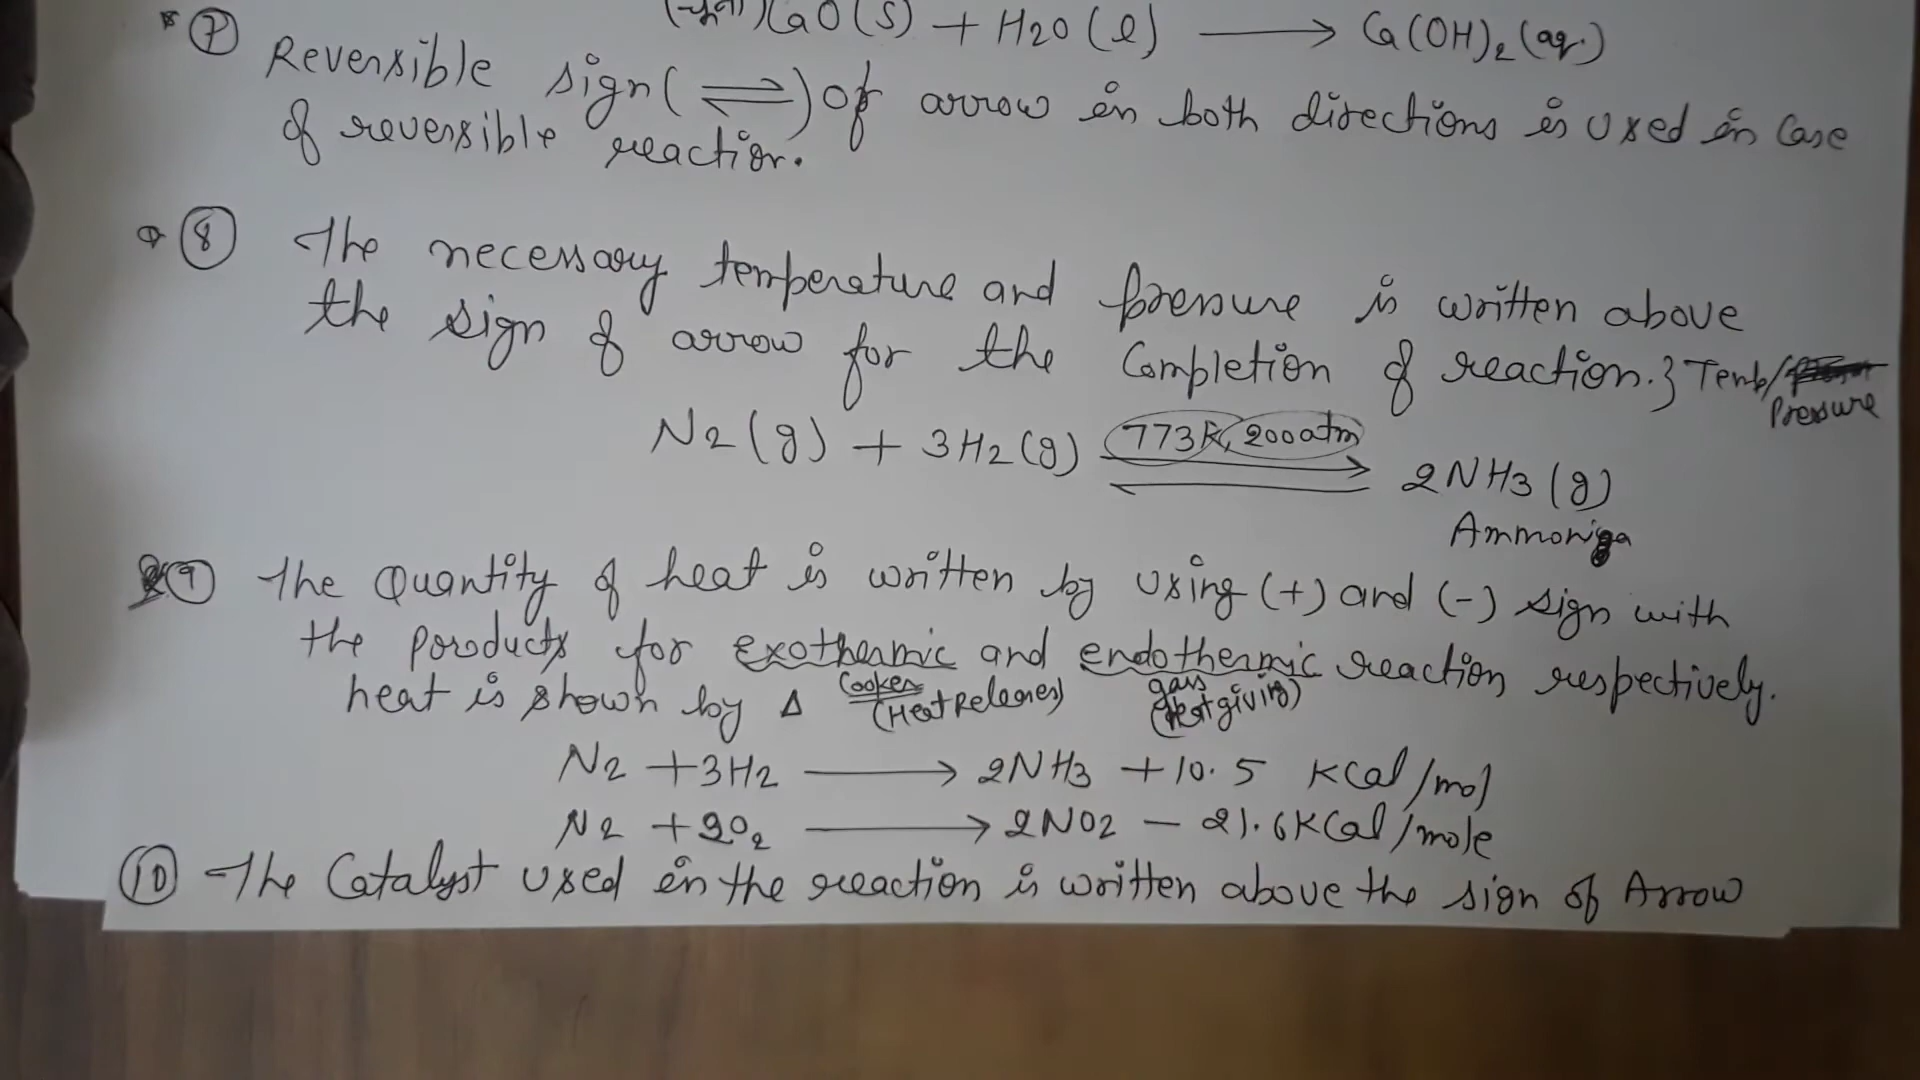 (चूना) CaO(s) + H2O (l) ⟶ Ca(OH)2 (aq.)
⑦ Reversible sign (⇌) of arrow in both directions is used in Case
of reversible reaction.
⑧ The necessary temperature and pressure is written above
the sign of arrow for the Completion of reaction.} Temp/
Pressure
N2 (g) + 3H2 (g) ⇌ 2NH3 (g)
773K, 200atm
Ammonia
⑨ The Quantity of heat is written by using (+) and (-) sign with
the products for exothermic and endothermic reaction respectively.
heat is shown by Δ Cooker (Heat Releases) gas (Heat giving)
N2 + 3H2 ⟶ 2NH3 + 10.5 KCal/mol
N2 + 2O2 ⟶ 2NO2 — 21.6 KCal/mole
⑩ The Catalyst used in the reaction is written above the sign of Arrow